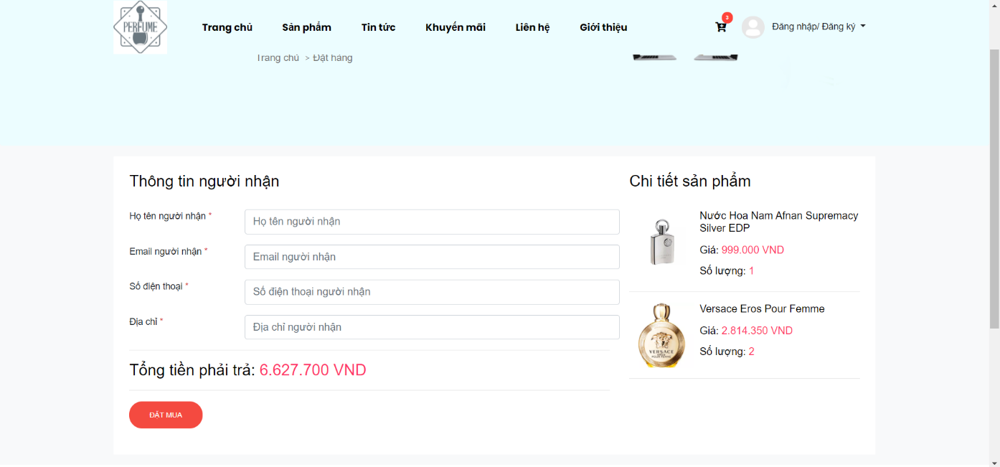 PERFUME
Trang chủ Sản phẩm Tin tức Khuyến mãi Liên hệ Giới thiệu 3 Đăng nhập/ Đăng ký
Trang chủ > Đặt hàng
Thông tin người nhận
Họ tên người nhận *
Họ tên người nhận
Email người nhận *
Email người nhận
Số điện thoại *
Số điện thoại người nhận
Địa chỉ *
Địa chỉ người nhận
Tổng tiền phải trả: 6.627.700 VND
ĐẶT MUA
Chi tiết sản phẩm
Nước Hoa Nam Afnan Supremacy
Silver EDP
Giá: 999.000 VND
Số lượng: 1
VERSACE
Versace Eros Pour Femme
Giá: 2.814.350 VND
Số lượng: 2